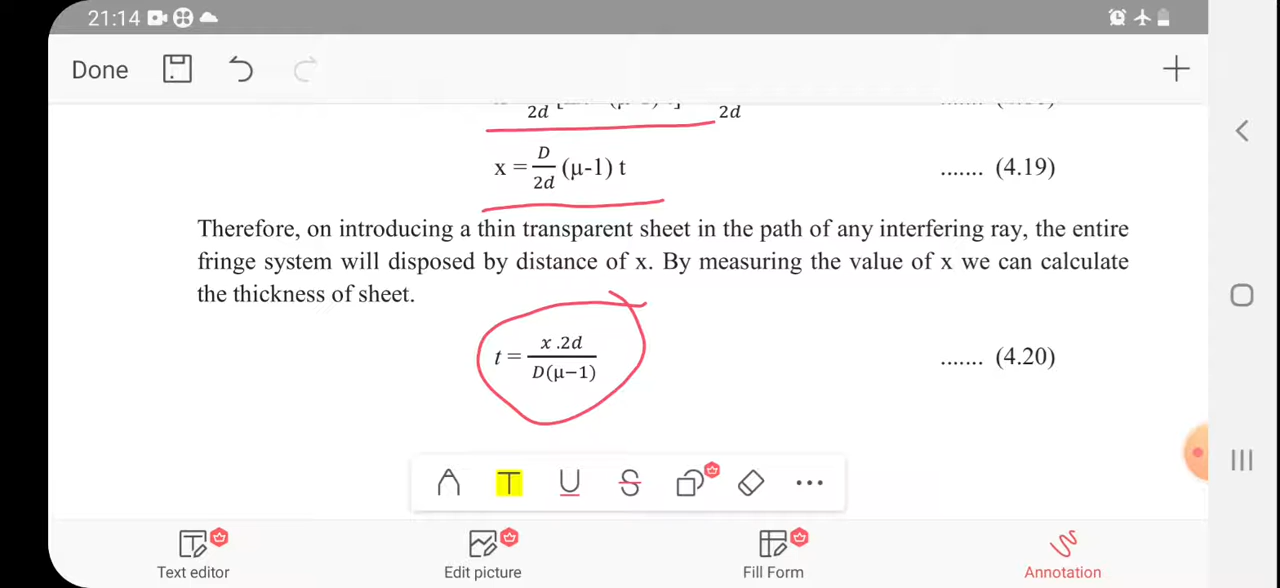 21:14
Done
2d 2d
x = D/2d (μ-1) t ....... (4.19)
Therefore, on introducing a thin transparent sheet in the path of any interfering ray, the entire
fringe system will disposed by distance of x. By measuring the value of x we can calculate
the thickness of sheet.
t = x .2d/D(μ−1) ....... (4.20)
T U S
Text editor Edit picture Fill Form Annotation